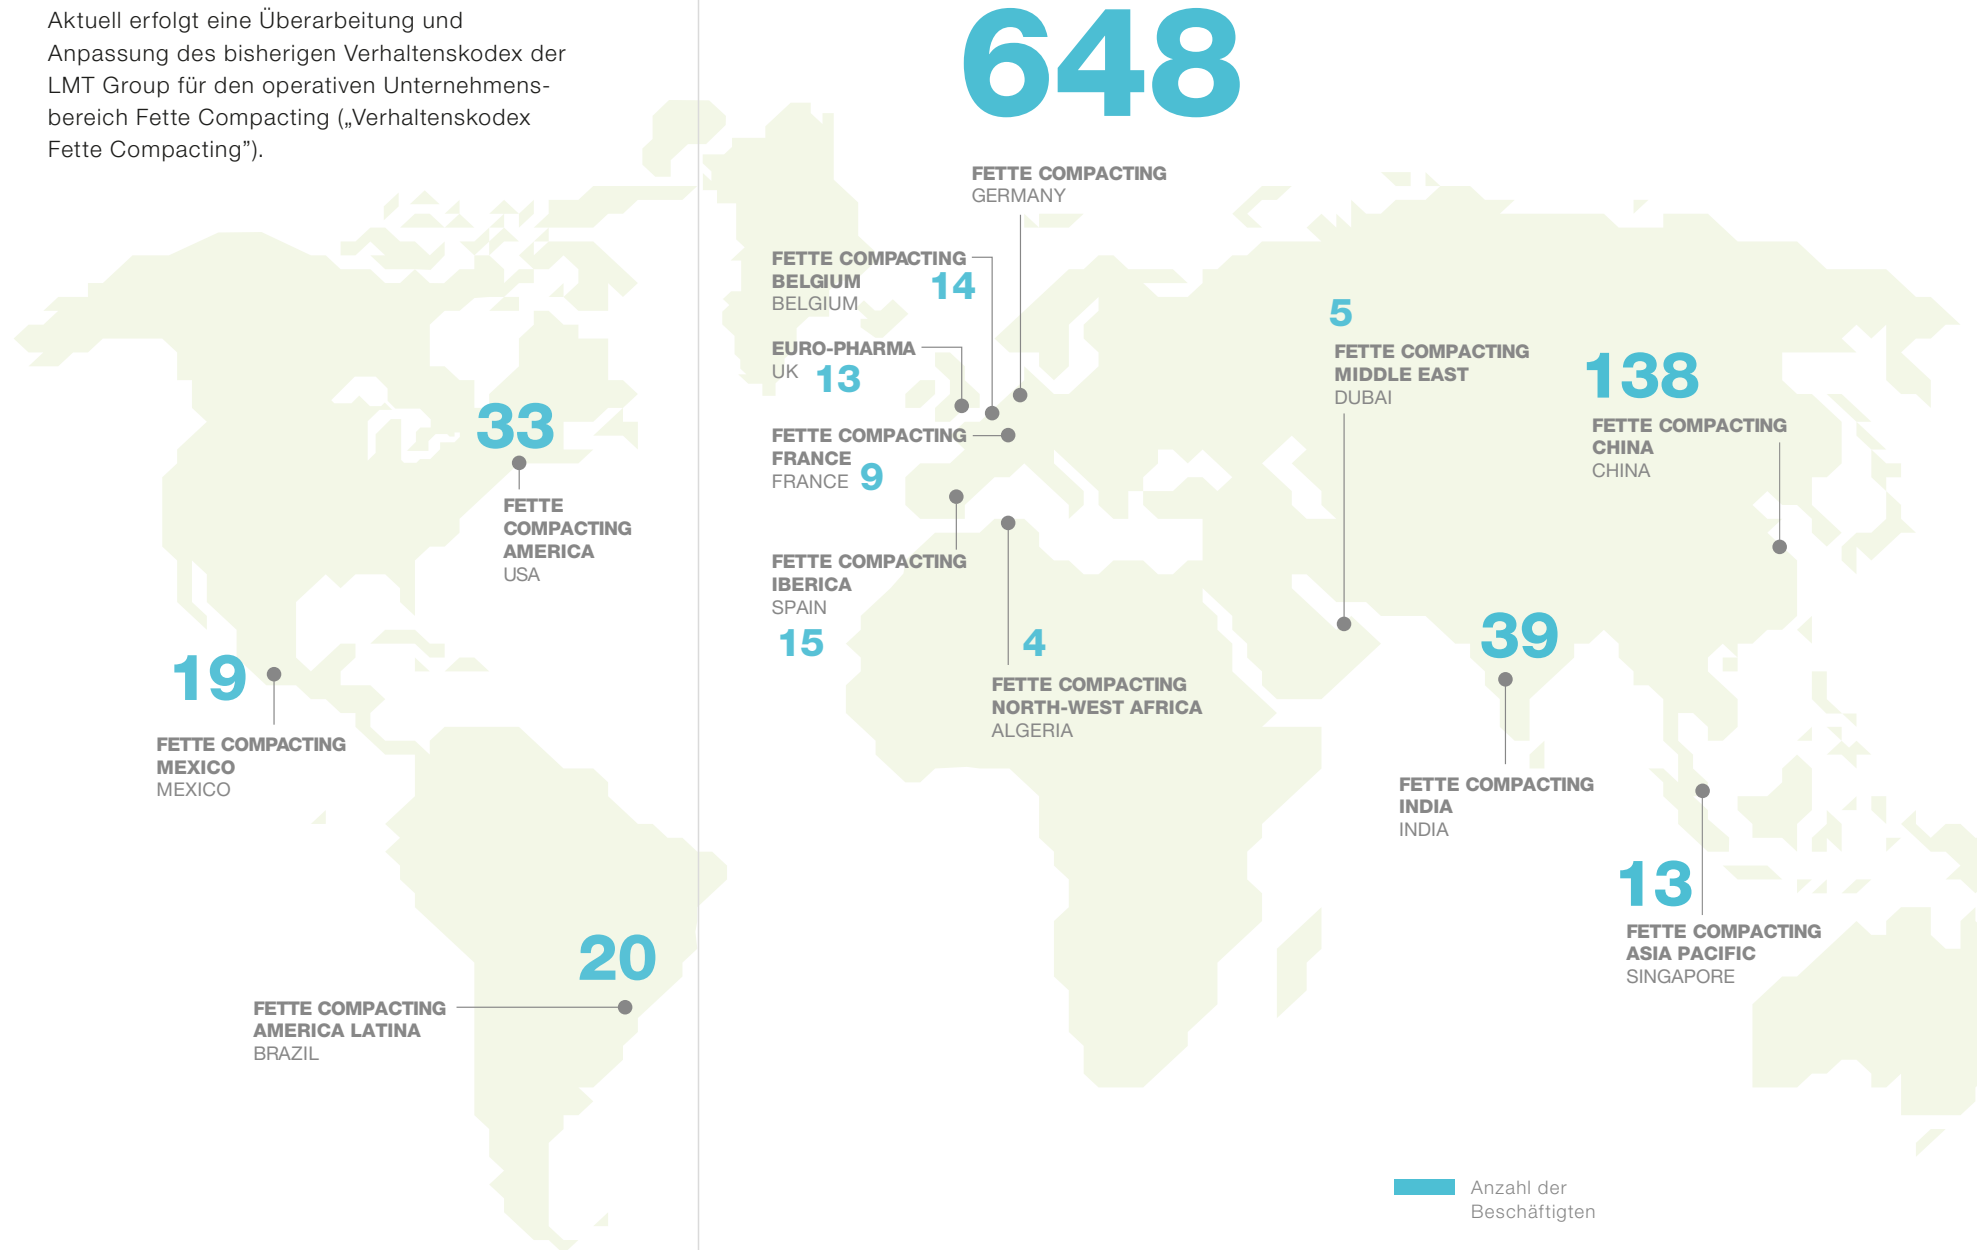 Aktuell erfolgt eine Überarbeitung und
Anpassung des bisherigen Verhaltenskodex der
LMT Group für den operativen Unternehmens-
bereich Fette Compacting („Verhaltenskodex
Fette Compacting”).
648
FETTE COMPACTING
GERMANY
FETTE COMPACTING
BELGIUM
BELGIUM
14
EURO-PHARMA
UK
13
FETTE COMPACTING
FRANCE
FRANCE
9
FETTE COMPACTING
IBERICA
SPAIN
15
4
FETTE COMPACTING
NORTH-WEST AFRICA
ALGERIA
5
FETTE COMPACTING
MIDDLE EAST
DUBAI
138
FETTE COMPACTING
CHINA
CHINA
39
FETTE COMPACTING
INDIA
INDIA
13
FETTE COMPACTING
ASIA PACIFIC
SINGAPORE
33
FETTE
COMPACTING
AMERICA
USA
19
FETTE COMPACTING
MEXICO
MEXICO
20
FETTE COMPACTING
AMERICA LATINA
BRAZIL
Anzahl der
Beschäftigten